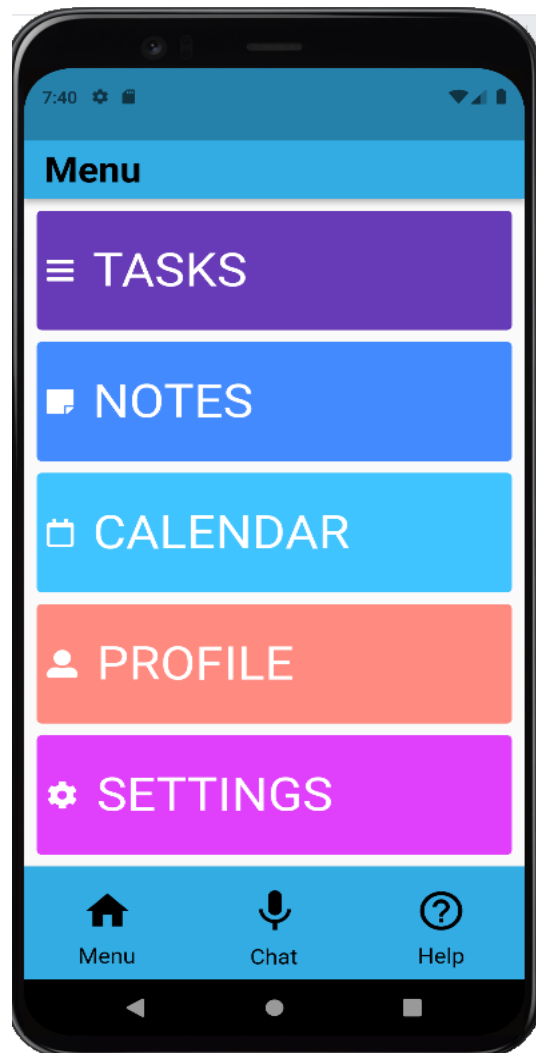 7:40
Menu
TASKS
NOTES
CALENDAR
PROFILE
SETTINGS
Menu Chat Help